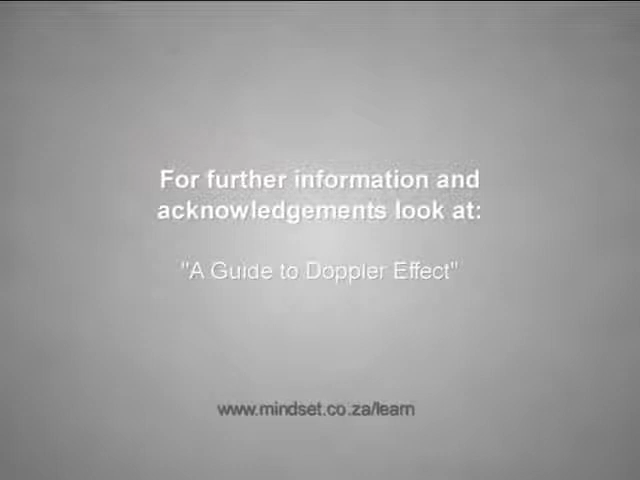 For further information and
acknowledgements look at:
"A Guide to Doppler Effect"
www.mindset.co.za/learn